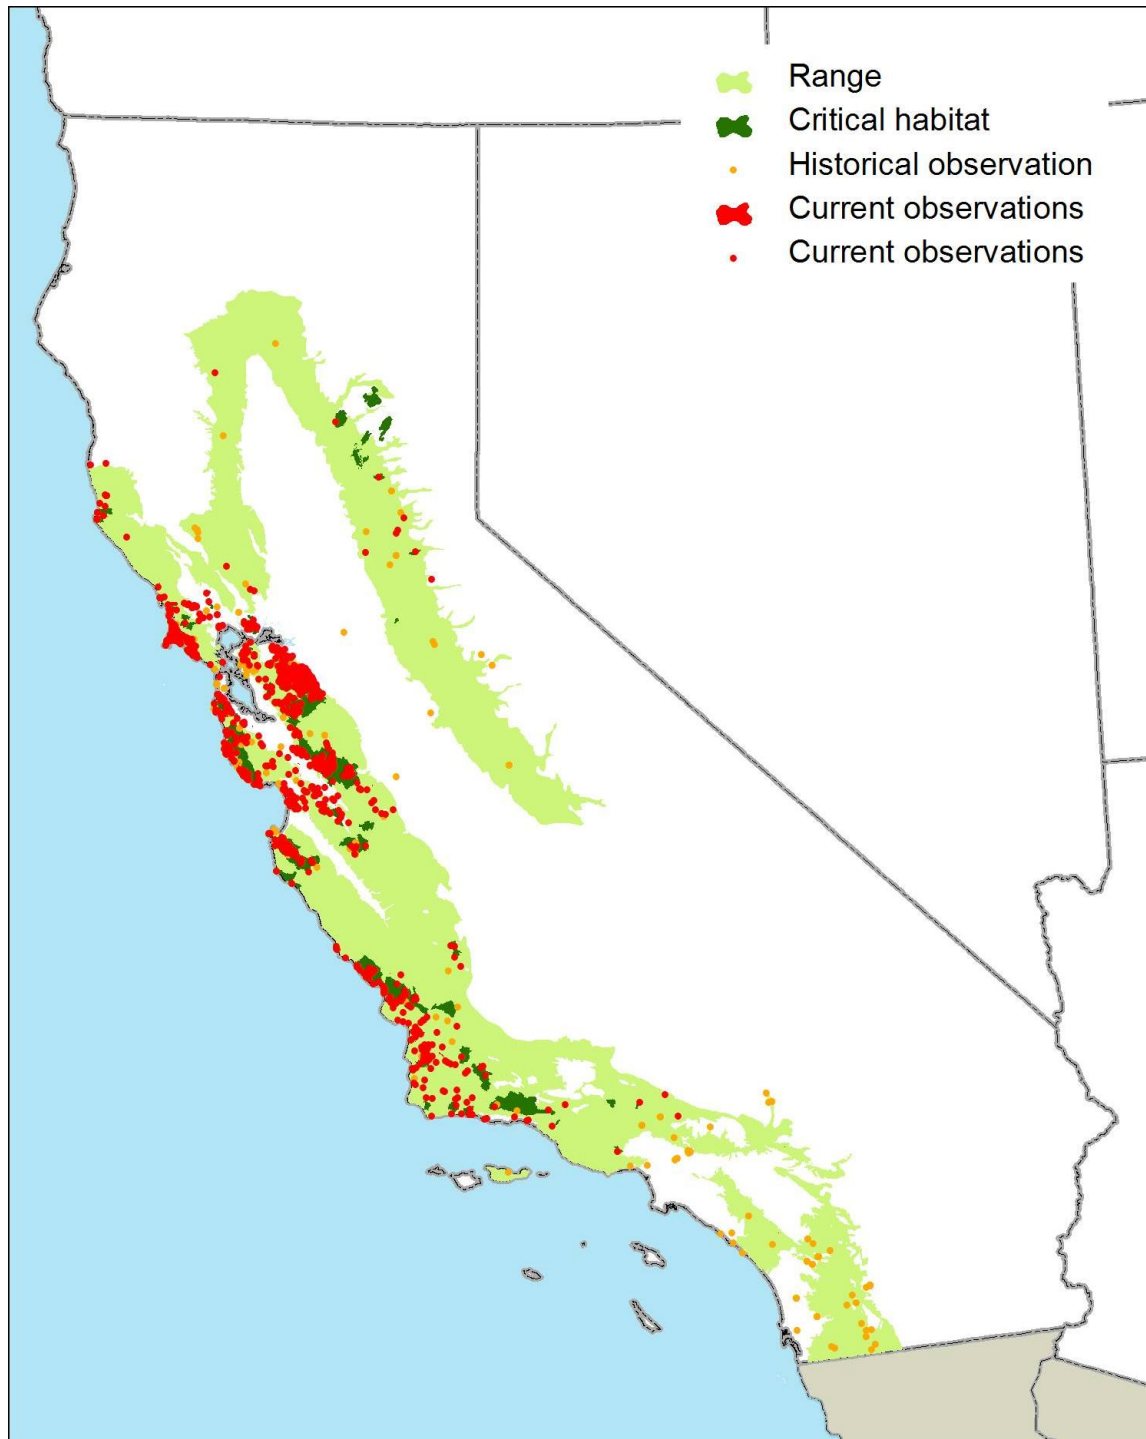 Range
Critical habitat
Historical observation
Current observations
Current observations